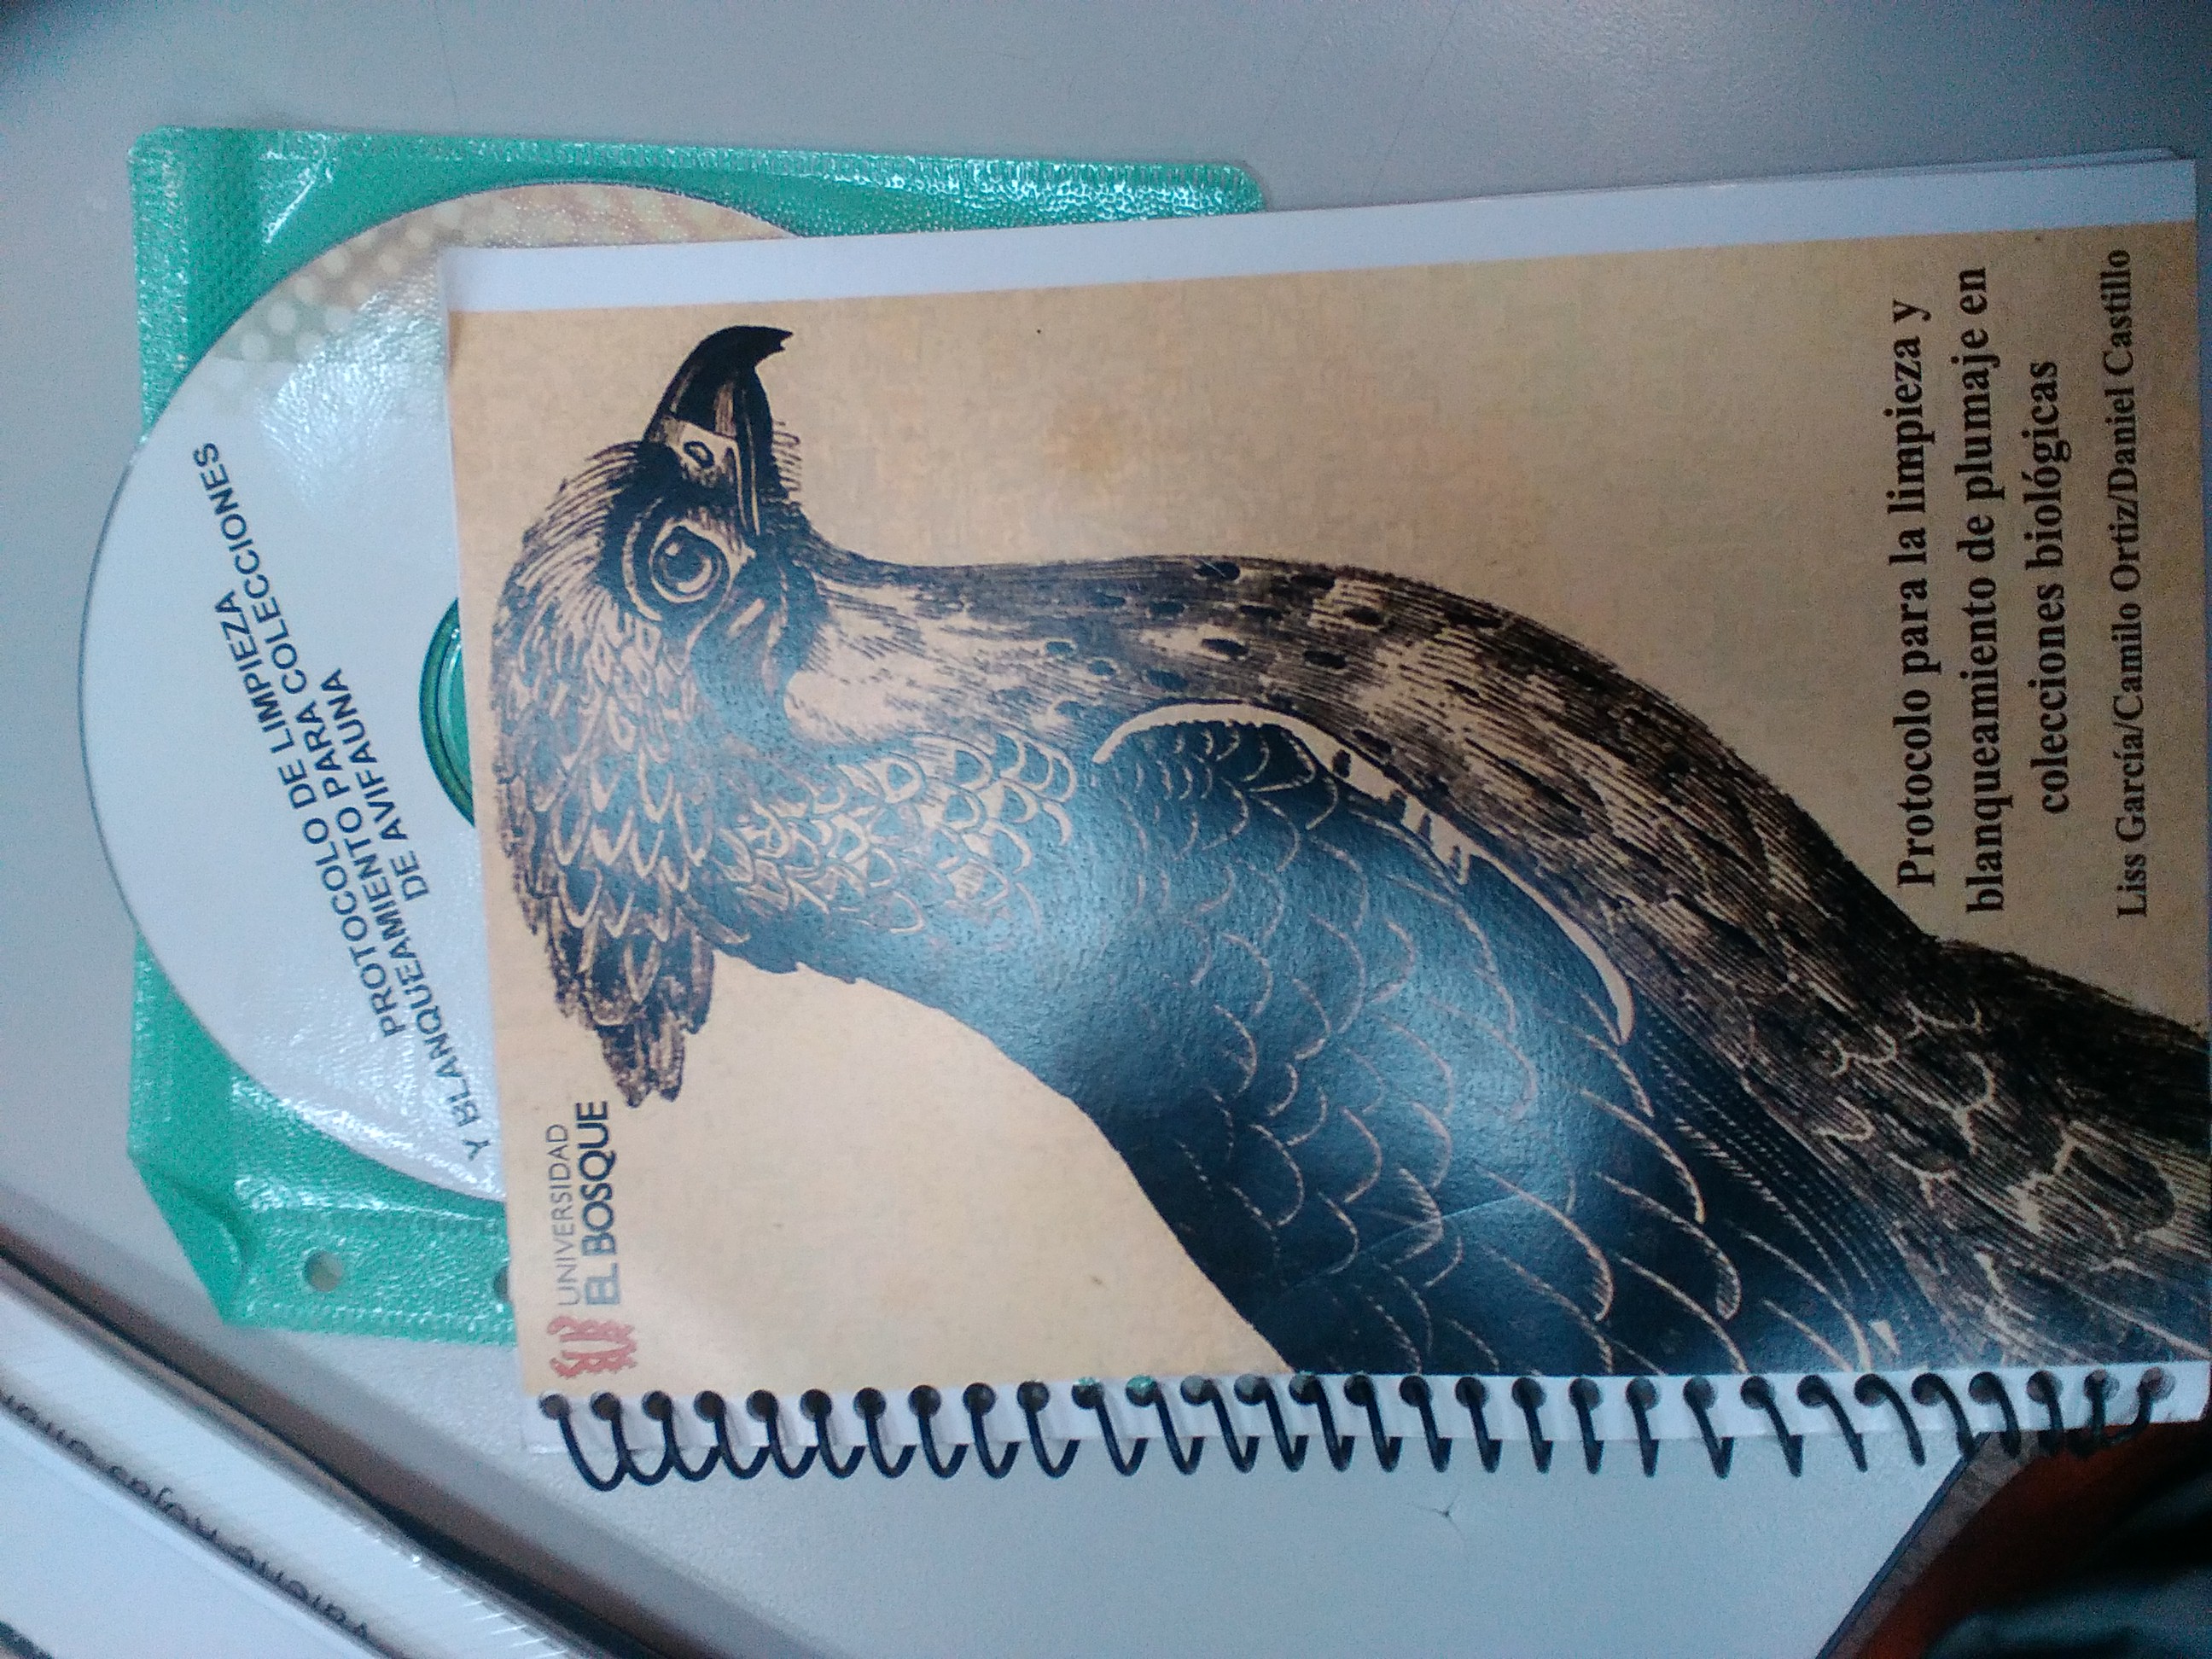 UNIVERSIDAD
EL BOSQUE
Protocolo para la limpieza y
blanqueamiento de plumaje en
colecciones biológicas
Liss García/Camilo Ortiz/Daniel Castillo
PROTOCOLO DE LIMPIEZA
Y BLANQUEAMIENTO PARA COLECCIONES
DE AVIFAUNA